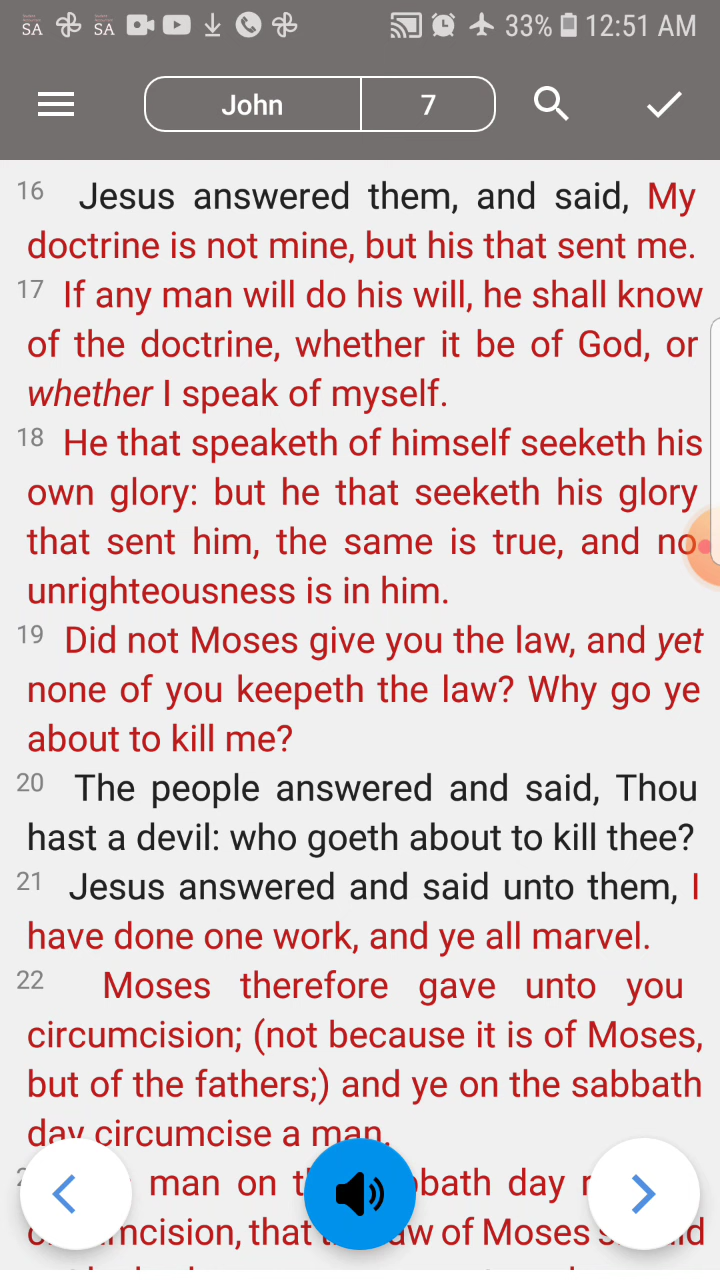 SA SA 33% 12:51 AM
John 7
16 Jesus answered them, and said, My
doctrine is not mine, but his that sent me.
17 If any man will do his will, he shall know
of the doctrine, whether it be of God, or
whether I speak of myself.
18 He that speaketh of himself seeketh his
own glory: but he that seeketh his glory
that sent him, the same is true, and no
unrighteousness is in him.
19 Did not Moses give you the law, and yet
none of you keepeth the law? Why go ye
about to kill me?
20 The people answered and said, Thou
hast a devil: who goeth about to kill thee?
21 Jesus answered and said unto them, I
have done one work, and ye all marvel.
22 Moses therefore gave unto you
circumcision; (not because it is of Moses,
but of the fathers;) and ye on the sabbath
day circumcise a man.
man on day
that of Moses